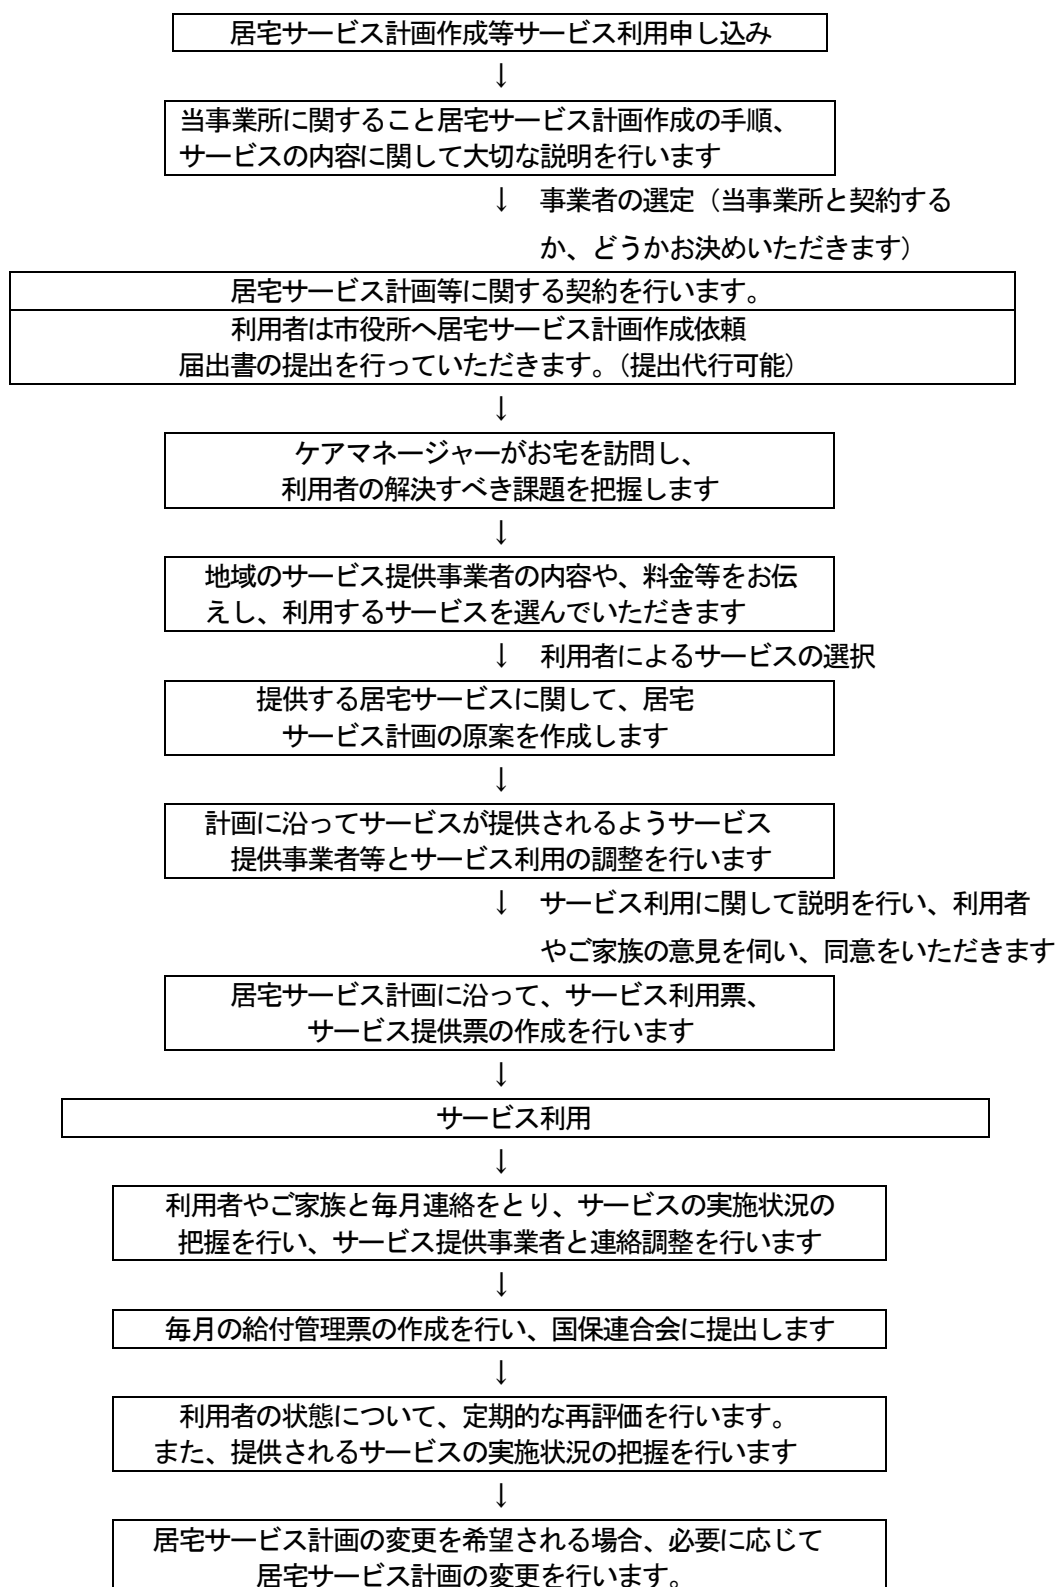 居宅サービス計画作成等サービス利用申し込み
↓
当事業所に関すること居宅サービス計画作成の手順、
サービスの内容に関して大切な説明を行います
↓ 事業者の選定（当事業所と契約する
か、どうかお決めいただきます）
居宅サービス計画等に関する契約を行います。
利用者は市役所へ居宅サービス計画作成依頼
届出書の提出を行っていただきます。（提出代行可能）
↓
ケアマネージャーがお宅を訪問し、
利用者の解決すべき課題を把握します
↓
地域のサービス提供事業者の内容や、料金等をお伝
えし、利用するサービスを選んでいただきます
↓ 利用者によるサービスの選択
提供する居宅サービスに関して、居宅
サービス計画の原案を作成します
↓
計画に沿ってサービスが提供されるようサービス
提供事業者等とサービス利用の調整を行います
↓ サービス利用に関して説明を行い、利用者
やご家族の意見を伺い、同意をいただきます
居宅サービス計画に沿って、サービス利用票、
サービス提供票の作成を行います
↓
サービス利用
↓
利用者やご家族と毎月連絡をとり、サービスの実施状況の
把握を行い、サービス提供事業者と連絡調整を行います
↓
毎月の給付管理票の作成を行い、国保連合会に提出します
↓
利用者の状態について、定期的な再評価を行います。
また、提供されるサービスの実施状況の把握を行います
↓
居宅サービス計画の変更を希望される場合、必要に応じて
居宅サービス計画の変更を行います。